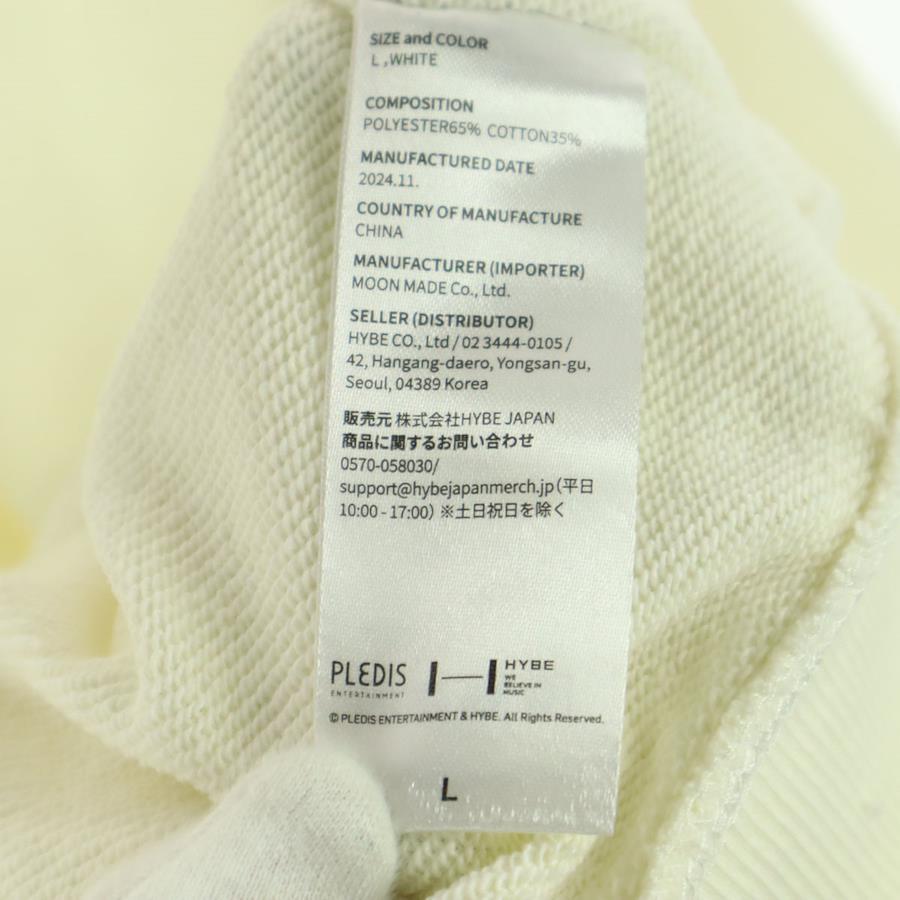 SIZE and COLOR
L ,WHITE
COMPOSITION
POLYESTER65% COTTON35%
MANUFACTURED DATE
2024.11.
COUNTRY OF MANUFACTURE
CHINA
MANUFACTURER (IMPORTER)
MOON MADE Co., Ltd.
SELLER (DISTRIBUTOR)
HYBE CO., Ltd / 02 3444-0105 /
42, Hangang-daero, Yongsan-gu,
Seoul, 04389 Korea
販売元 株式会社HYBE JAPAN
商品に関するお問い合わせ
0570-058030/
support@hybejapanmerch.jp（平日
10:00 - 17:00）※土日祝日を除く
PLEDIS
ENTERTAINMENT
HYBE
WE
BELIEVE IN
MUSIC
© PLEDIS ENTERTAINMENT & HYBE. All Rights Reserved.
L